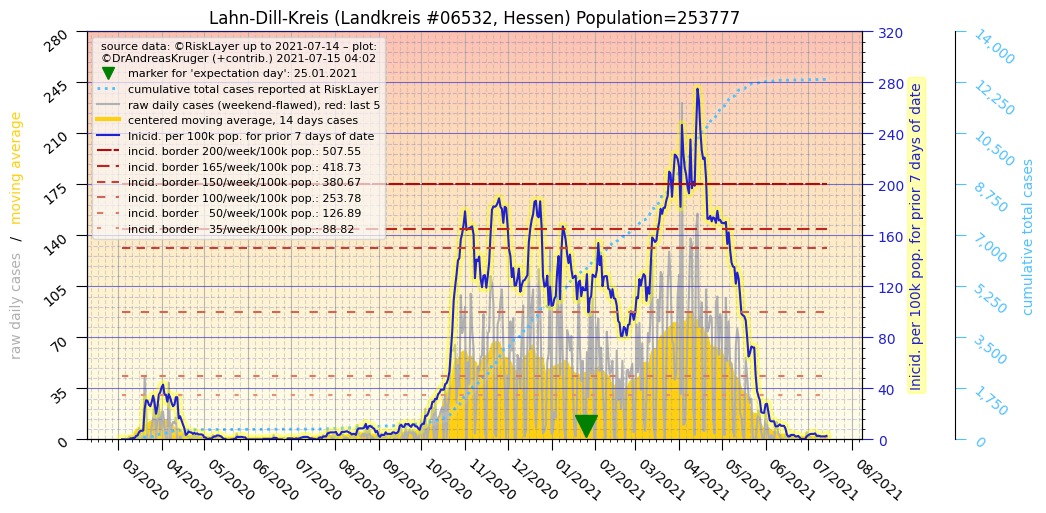 Lahn-Dill-Kreis (Landkreis #06532, Hessen) Population=253777
source data: ©RiskLayer up to 2021-07-14 – plot:
©DrAndreasKruger (+contrib.) 2021-07-15 04:02
marker for 'expectation day': 25.01.2021
cumulative total cases reported at RiskLayer
raw daily cases (weekend-flawed), red: last 5
centered moving average, 14 days cases
Inicid. per 100k pop. for prior 7 days of date
incid. border 200/week/100k pop.: 507.55
incid. border 165/week/100k pop.: 418.73
incid. border 150/week/100k pop.: 380.67
incid. border 100/week/100k pop.: 253.78
incid. border   50/week/100k pop.: 126.89
incid. border   35/week/100k pop.: 88.82
raw daily cases   /   moving average
280
245
210
175
140
105
70
35
0
03/2020
04/2020
05/2020
06/2020
07/2020
08/2020
09/2020
10/2020
11/2020
12/2020
01/2021
02/2021
03/2021
04/2021
05/2021
06/2021
07/2021
08/2021
320
280
240
200
160
120
80
40
0
Inicid. per 100k pop. for prior 7 days of date
14,000
12,250
10,500
8,750
7,000
5,250
3,500
1,750
0
cumulative total cases